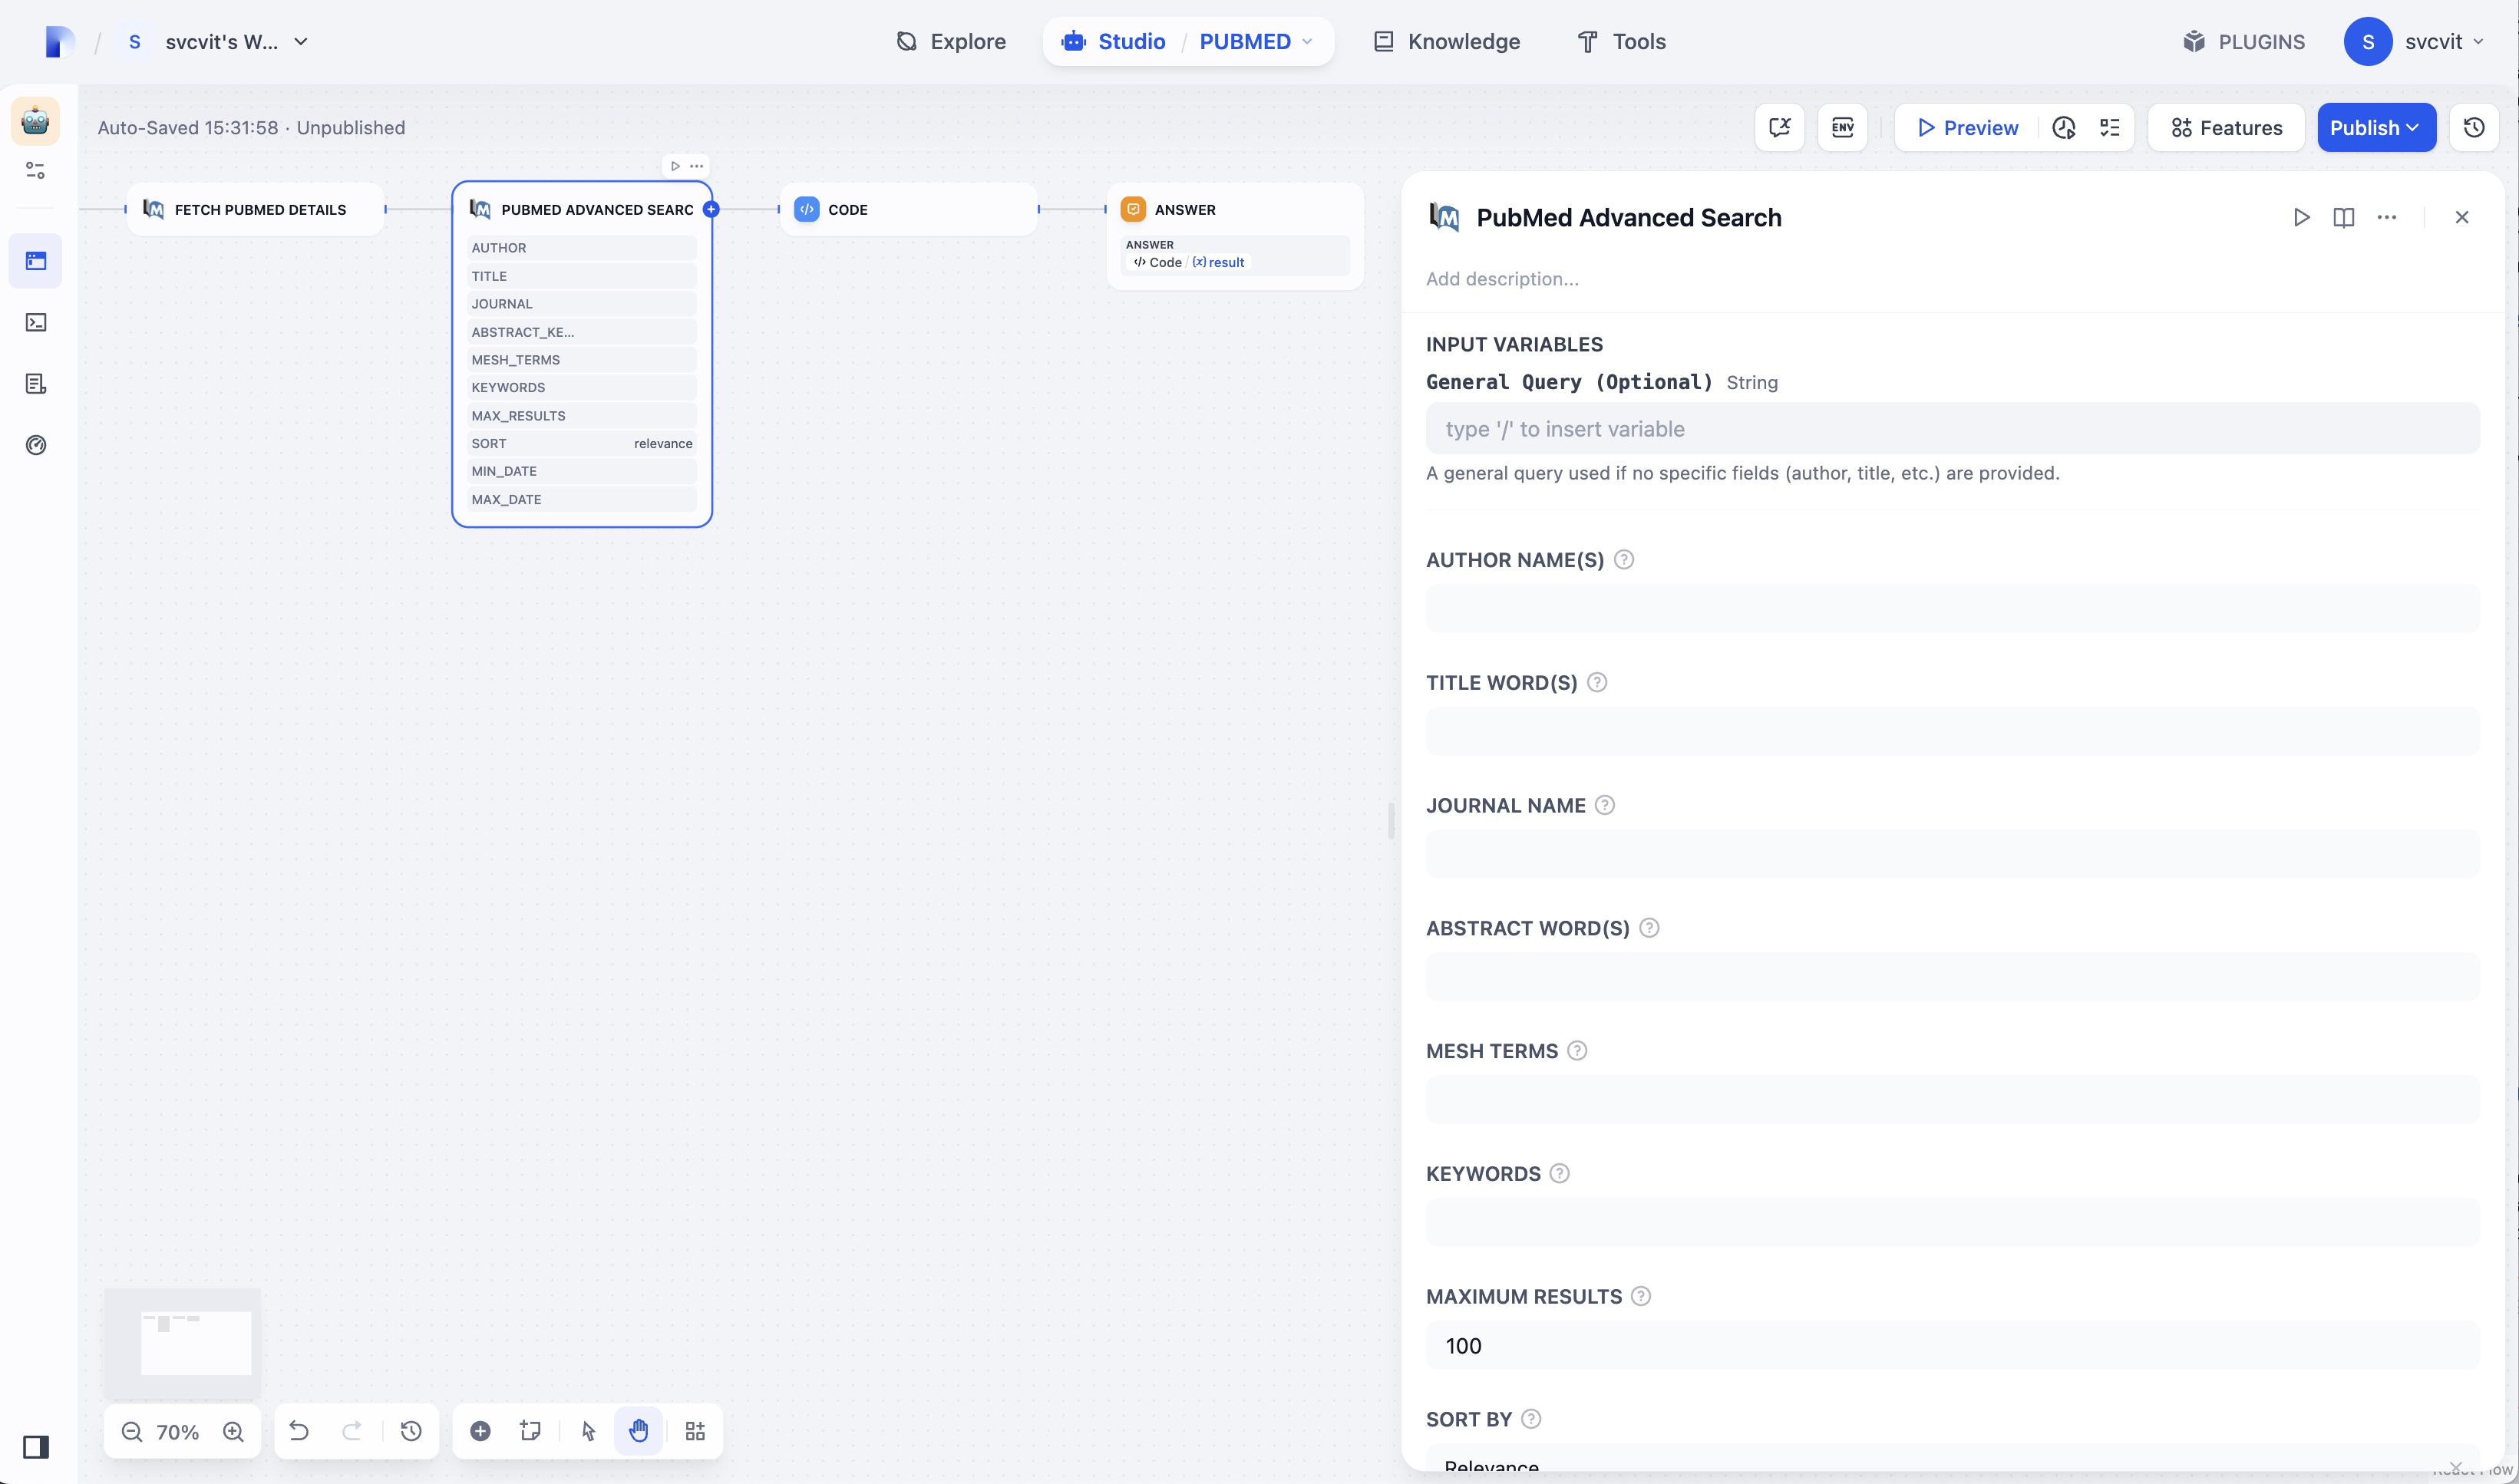 / S svcvit's W...
Explore
Studio / PUBMED
Knowledge
Tools
PLUGINS
S svcvit
Auto-Saved 15:31:58 · Unpublished
ENV
Preview
Features
Publish
FETCH PUBMED DETAILS
PUBMED ADVANCED SEARC
AUTHOR
TITLE
JOURNAL
ABSTRACT_KE...
MESH_TERMS
KEYWORDS
MAX_RESULTS
SORT relevance
MIN_DATE
MAX_DATE
CODE
ANSWER
ANSWER
Code / {x} result
PubMed Advanced Search
Add description...
INPUT VARIABLES
General Query (Optional) String
type '/' to insert variable
A general query used if no specific fields (author, title, etc.) are provided.
AUTHOR NAME(S)
TITLE WORD(S)
JOURNAL NAME
ABSTRACT WORD(S)
MESH TERMS
KEYWORDS
MAXIMUM RESULTS
100
SORT BY
Relevance
70%
React Flow